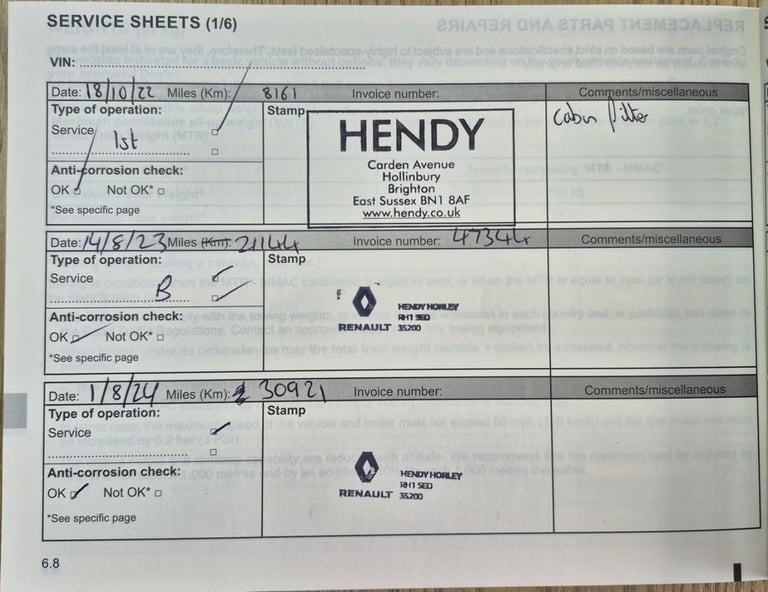 SERVICE SHEETS (1/6)
VIN:
Date: 18/10/22 Miles (Km): 8161 Invoice number: Comments/miscellaneous
Type of operation:
Service
1st
Anti-corrosion check:
OK Not OK*
*See specific page
Stamp
HENDY
Carden Avenue
Hollinbury
Brighton
East Sussex BN1 8AF
www.hendy.co.uk
Cabin Filter
Date: 14/8/23 Miles (Km): 21144 Invoice number: 47344 Comments/miscellaneous
Type of operation:
Service
B
Anti-corrosion check:
OK Not OK*
*See specific page
Stamp
HENDY HORLEY
RH1 5ED
RENAULT 35200
Date: 1/8/24 Miles (Km): 30921 Invoice number: Comments/miscellaneous
Type of operation:
Service
Anti-corrosion check:
OK Not OK*
*See specific page
Stamp
HENDY HORLEY
RH1 5ED
RENAULT 35200
6.8